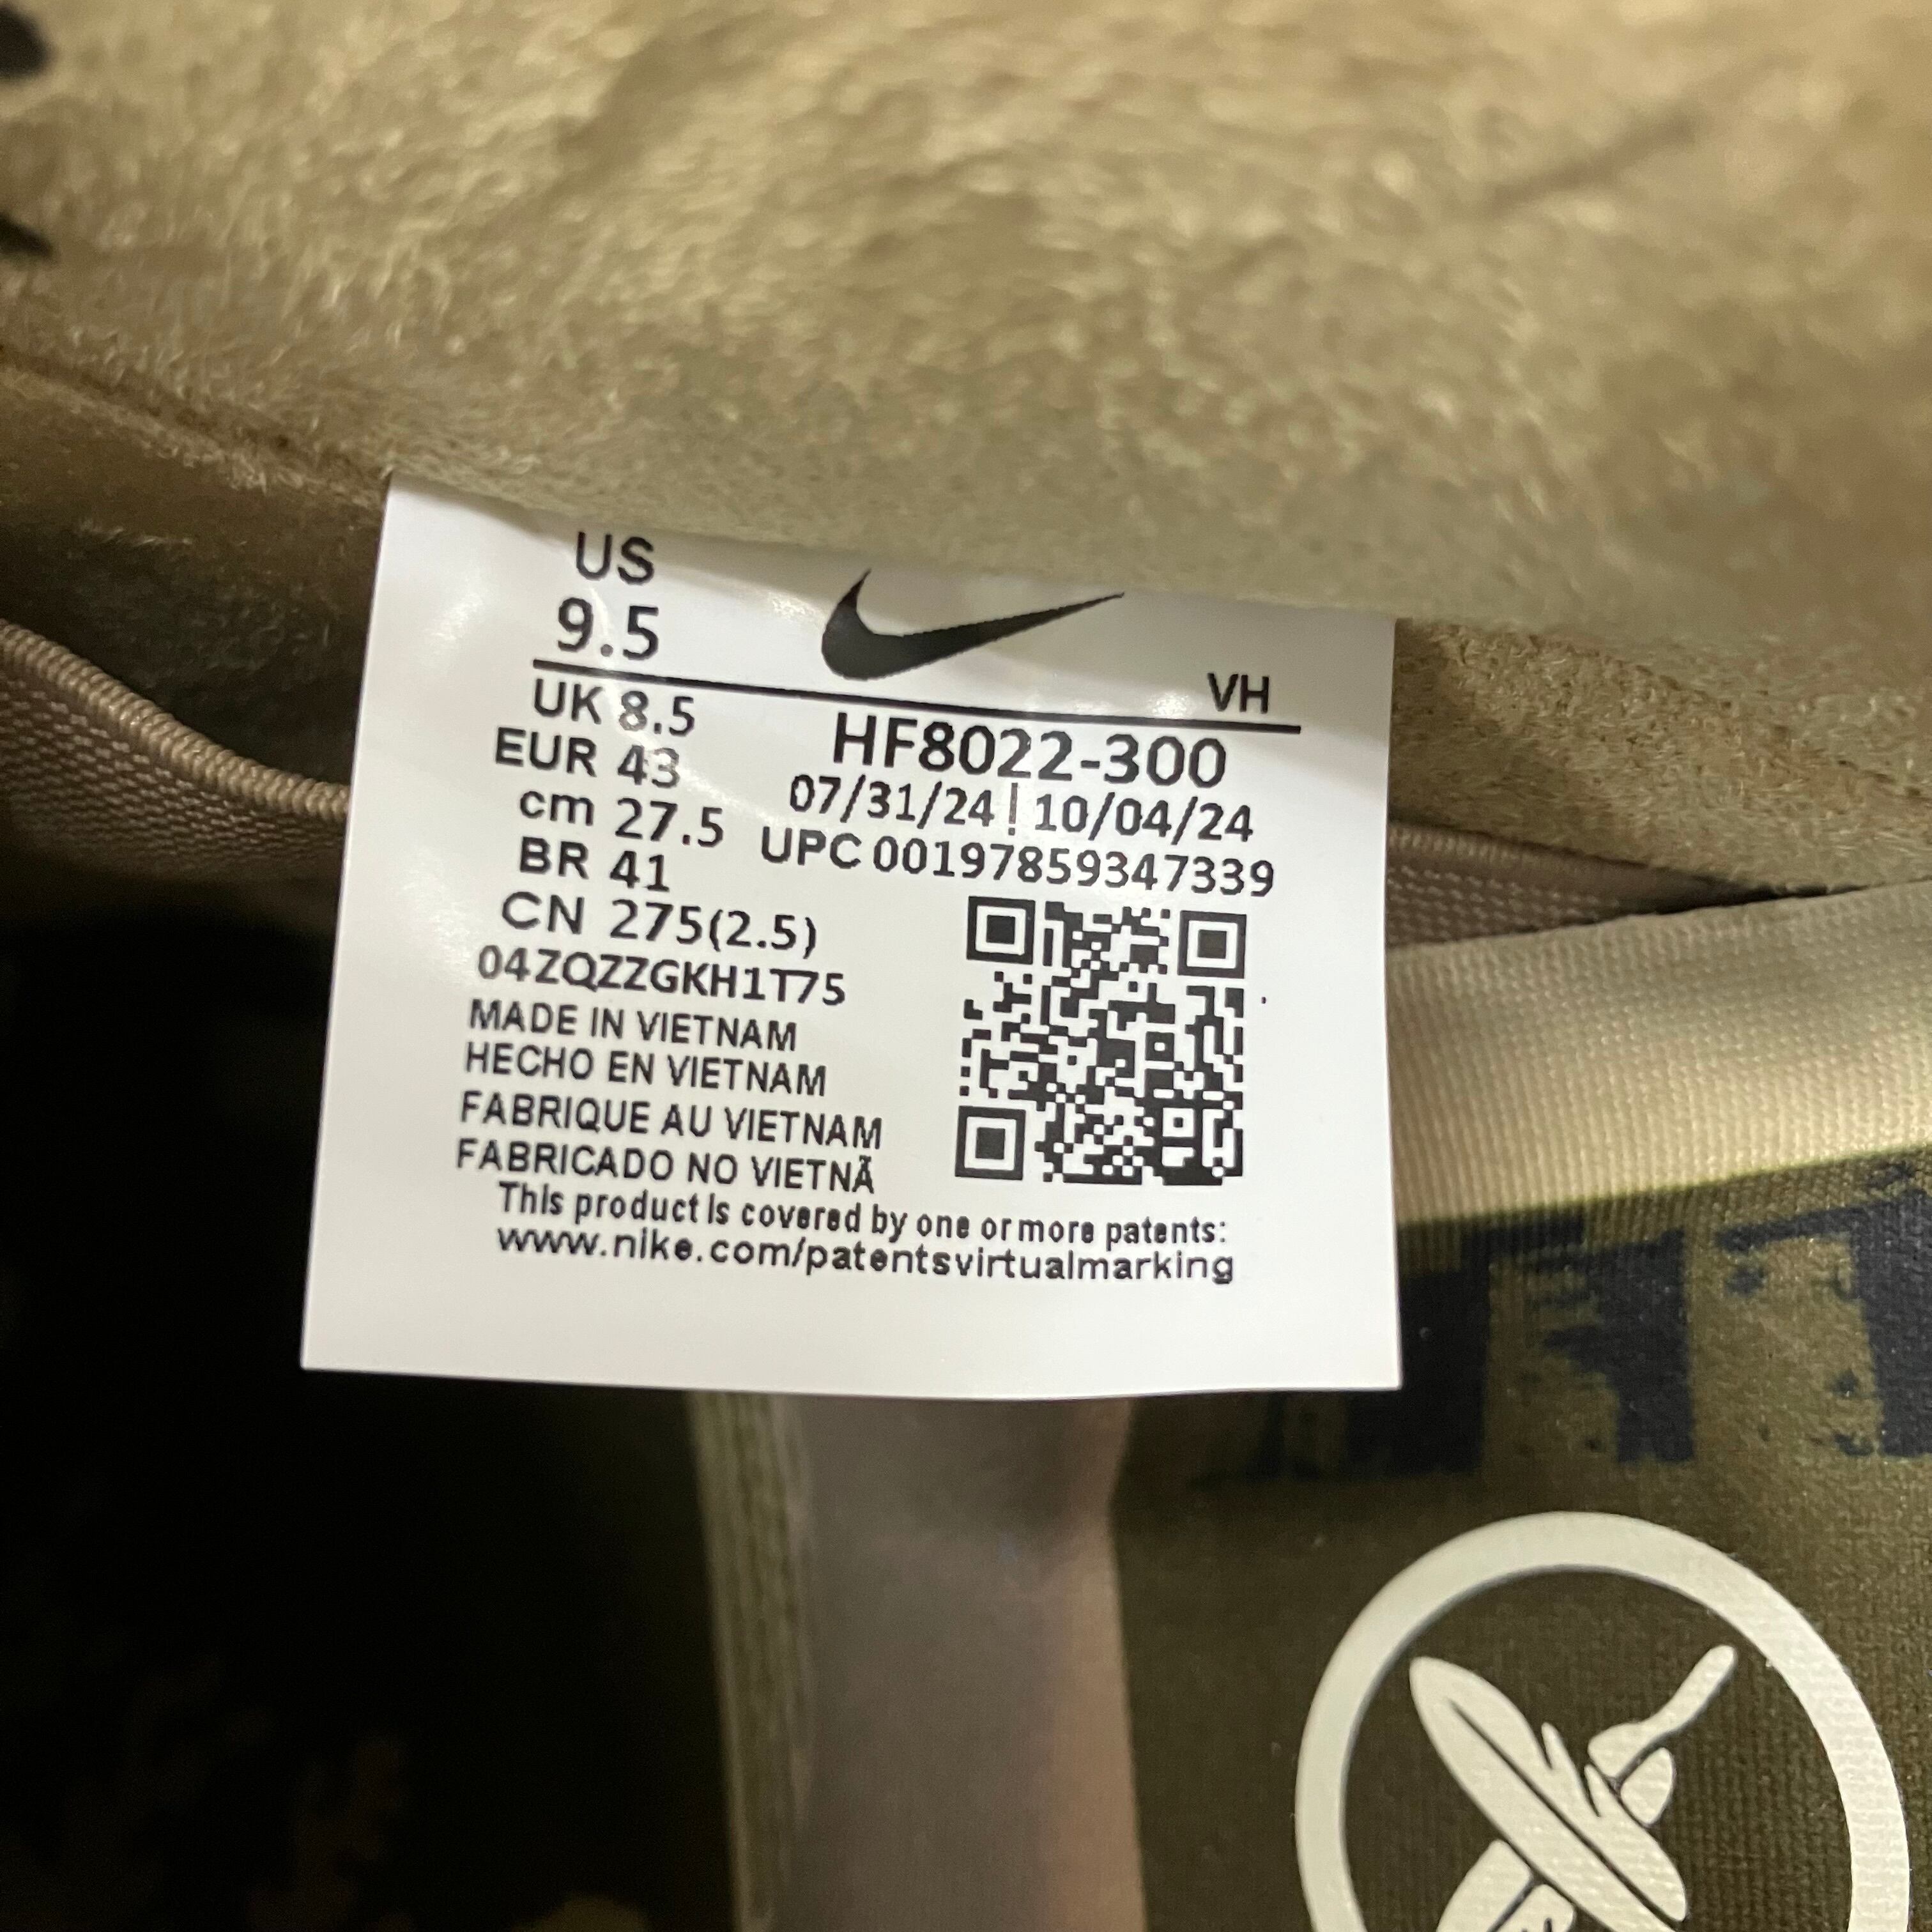 US
9.5
VH
UK 8.5
HF8022-300
EUR 43
07/31/24 | 10/04/24
cm 27.5
UPC 00197859347339
BR 41
CN 275(2.5)
04ZQZZGKH1T75
MADE IN VIETNAM
HECHO EN VIETNAM
FABRIQUE AU VIETNAM
FABRICADO NO VIETNÃ
This product is covered by one or more patents:
www.nike.com/patentsvirtualmarking